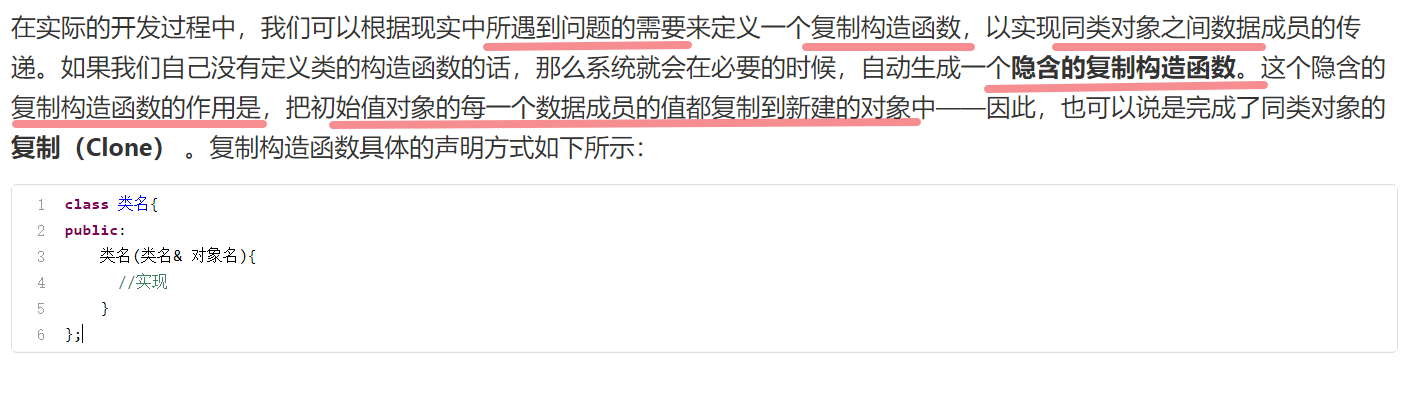 在实际的开发过程中，我们可以根据现实中所遇到问题的需要来定义一个复制构造函数，以实现同类对象之间数据成员的传
递。如果我们自己没有定义类的构造函数的话，那么系统就会在必要的时候，自动生成一个隐含的复制构造函数。这个隐含的
复制构造函数的作用是，把初始值对象的每一个数据成员的值都复制到新建的对象中——因此，也可以说是完成了同类对象的
复制（Clone） 。复制构造函数具体的声明方式如下所示：
1 class 类名{
2 public:
3     类名(类名& 对象名){
4       //实现
5     }
6 };